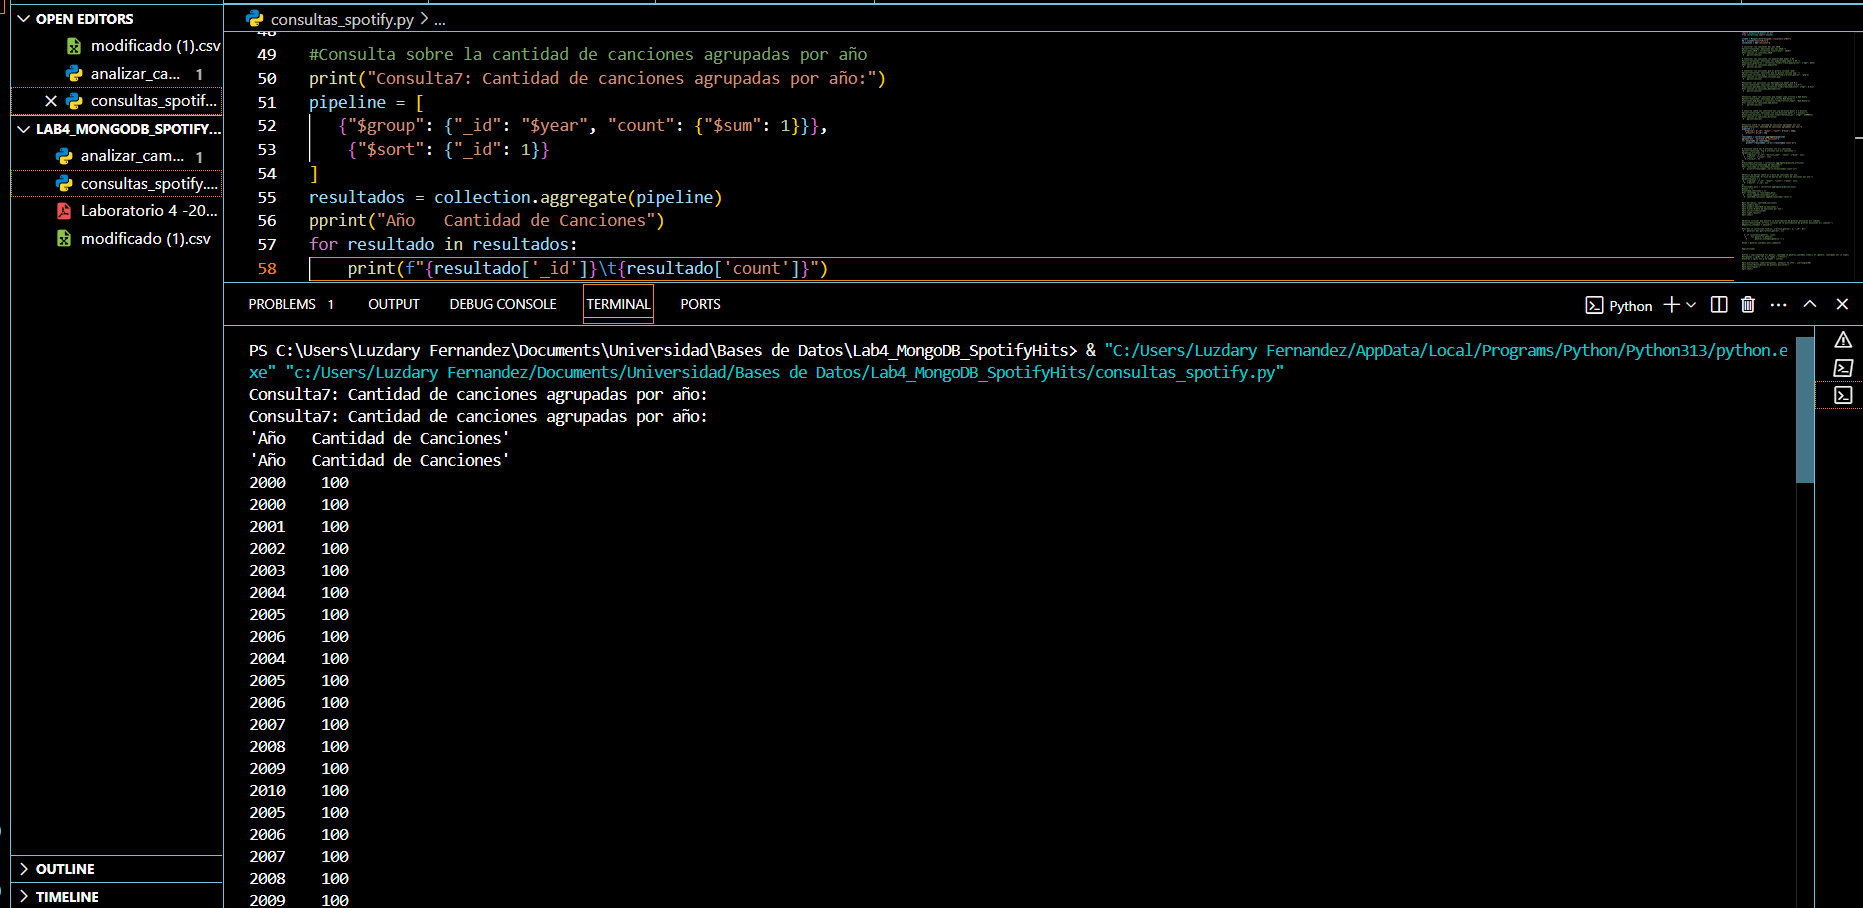 OPEN EDITORS
modificado (1).csv
analizar_ca... 1
consultas_spotif...
LAB4_MONGODB_SPOTIFY...
analizar_cam... 1
consultas_spotify....
Laboratorio 4 -20...
modificado (1).csv
OUTLINE
TIMELINE
consultas_spotify.py > ...
48
49 #Consulta sobre la cantidad de canciones agrupadas por año
50 print("Consulta7: Cantidad de canciones agrupadas por año:")
51 pipeline = [
52 {"$group": {"_id": "$year", "count": {"$sum": 1}}},
53 {"$sort": {"_id": 1}}
54 ]
55 resultados = collection.aggregate(pipeline)
56 pprint("Año   Cantidad de Canciones")
57 for resultado in resultados:
58 print(f"{resultado['_id']}\t{resultado['count']}")
PROBLEMS 1 OUTPUT DEBUG CONSOLE TERMINAL PORTS
Python
PS C:\Users\Luzdary Fernandez\Documents\Universidad\Bases de Datos\Lab4_MongoDB_SpotifyHits> & "C:/Users/Luzdary Fernandez/AppData/Local/Programs/Python/Python313/python.e
xe" "c:/Users/Luzdary Fernandez/Documents/Universidad/Bases de Datos/Lab4_MongoDB_SpotifyHits/consultas_spotify.py"
Consulta7: Cantidad de canciones agrupadas por año:
Consulta7: Cantidad de canciones agrupadas por año:
'Año   Cantidad de Canciones'
'Año   Cantidad de Canciones'
2000 100
2000 100
2001 100
2002 100
2003 100
2004 100
2005 100
2006 100
2004 100
2005 100
2006 100
2007 100
2008 100
2009 100
2010 100
2005 100
2006 100
2007 100
2008 100
2009 100